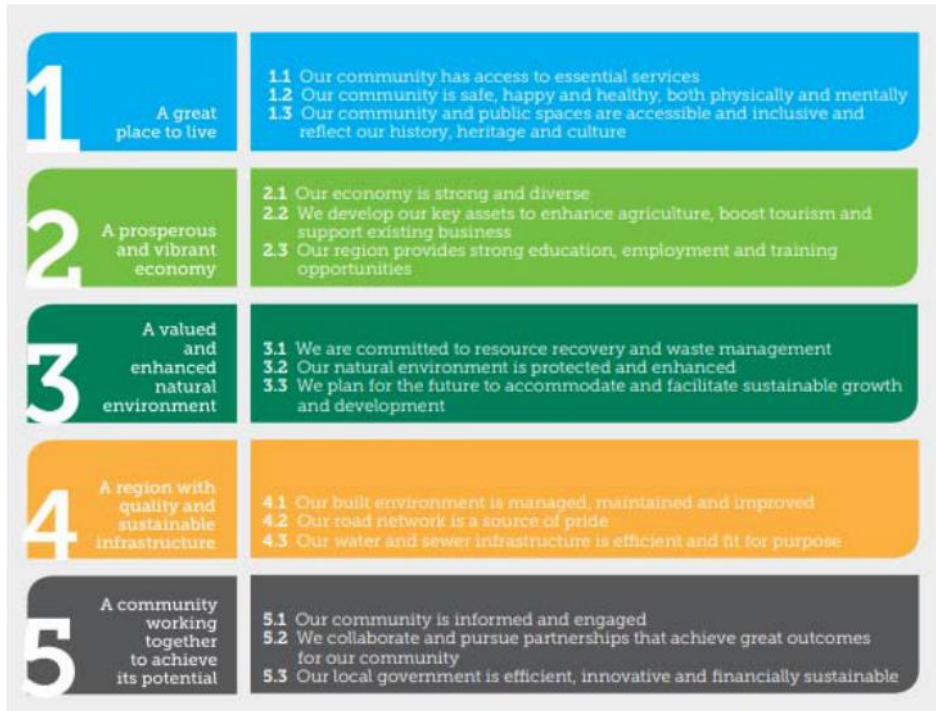 1
A great
place to live
1.1 Our community has access to essential services
1.2 Our community is safe, happy and healthy, both physically and mentally
1.3 Our community and public spaces are accessible and inclusive and
reflect our history, heritage and culture
2
A prosperous
and vibrant
economy
2.1 Our economy is strong and diverse
2.2 We develop our key assets to enhance agriculture, boost tourism and
support existing business
2.3 Our region provides strong education, employment and training
opportunities
3
A valued
and
enhanced
natural
environment
3.1 We are committed to resource recovery and waste management
3.2 Our natural environment is protected and enhanced
3.3 We plan for the future to accommodate and facilitate sustainable growth
and development
4
A region with
quality and
sustainable
infrastructure
4.1 Our built environment is managed, maintained and improved
4.2 Our road network is a source of pride
4.3 Our water and sewer infrastructure is efficient and fit for purpose
5
A community
working
together
to achieve
its potential
5.1 Our community is informed and engaged
5.2 We collaborate and pursue partnerships that achieve great outcomes
for our community
5.3 Our local government is efficient, innovative and financially sustainable